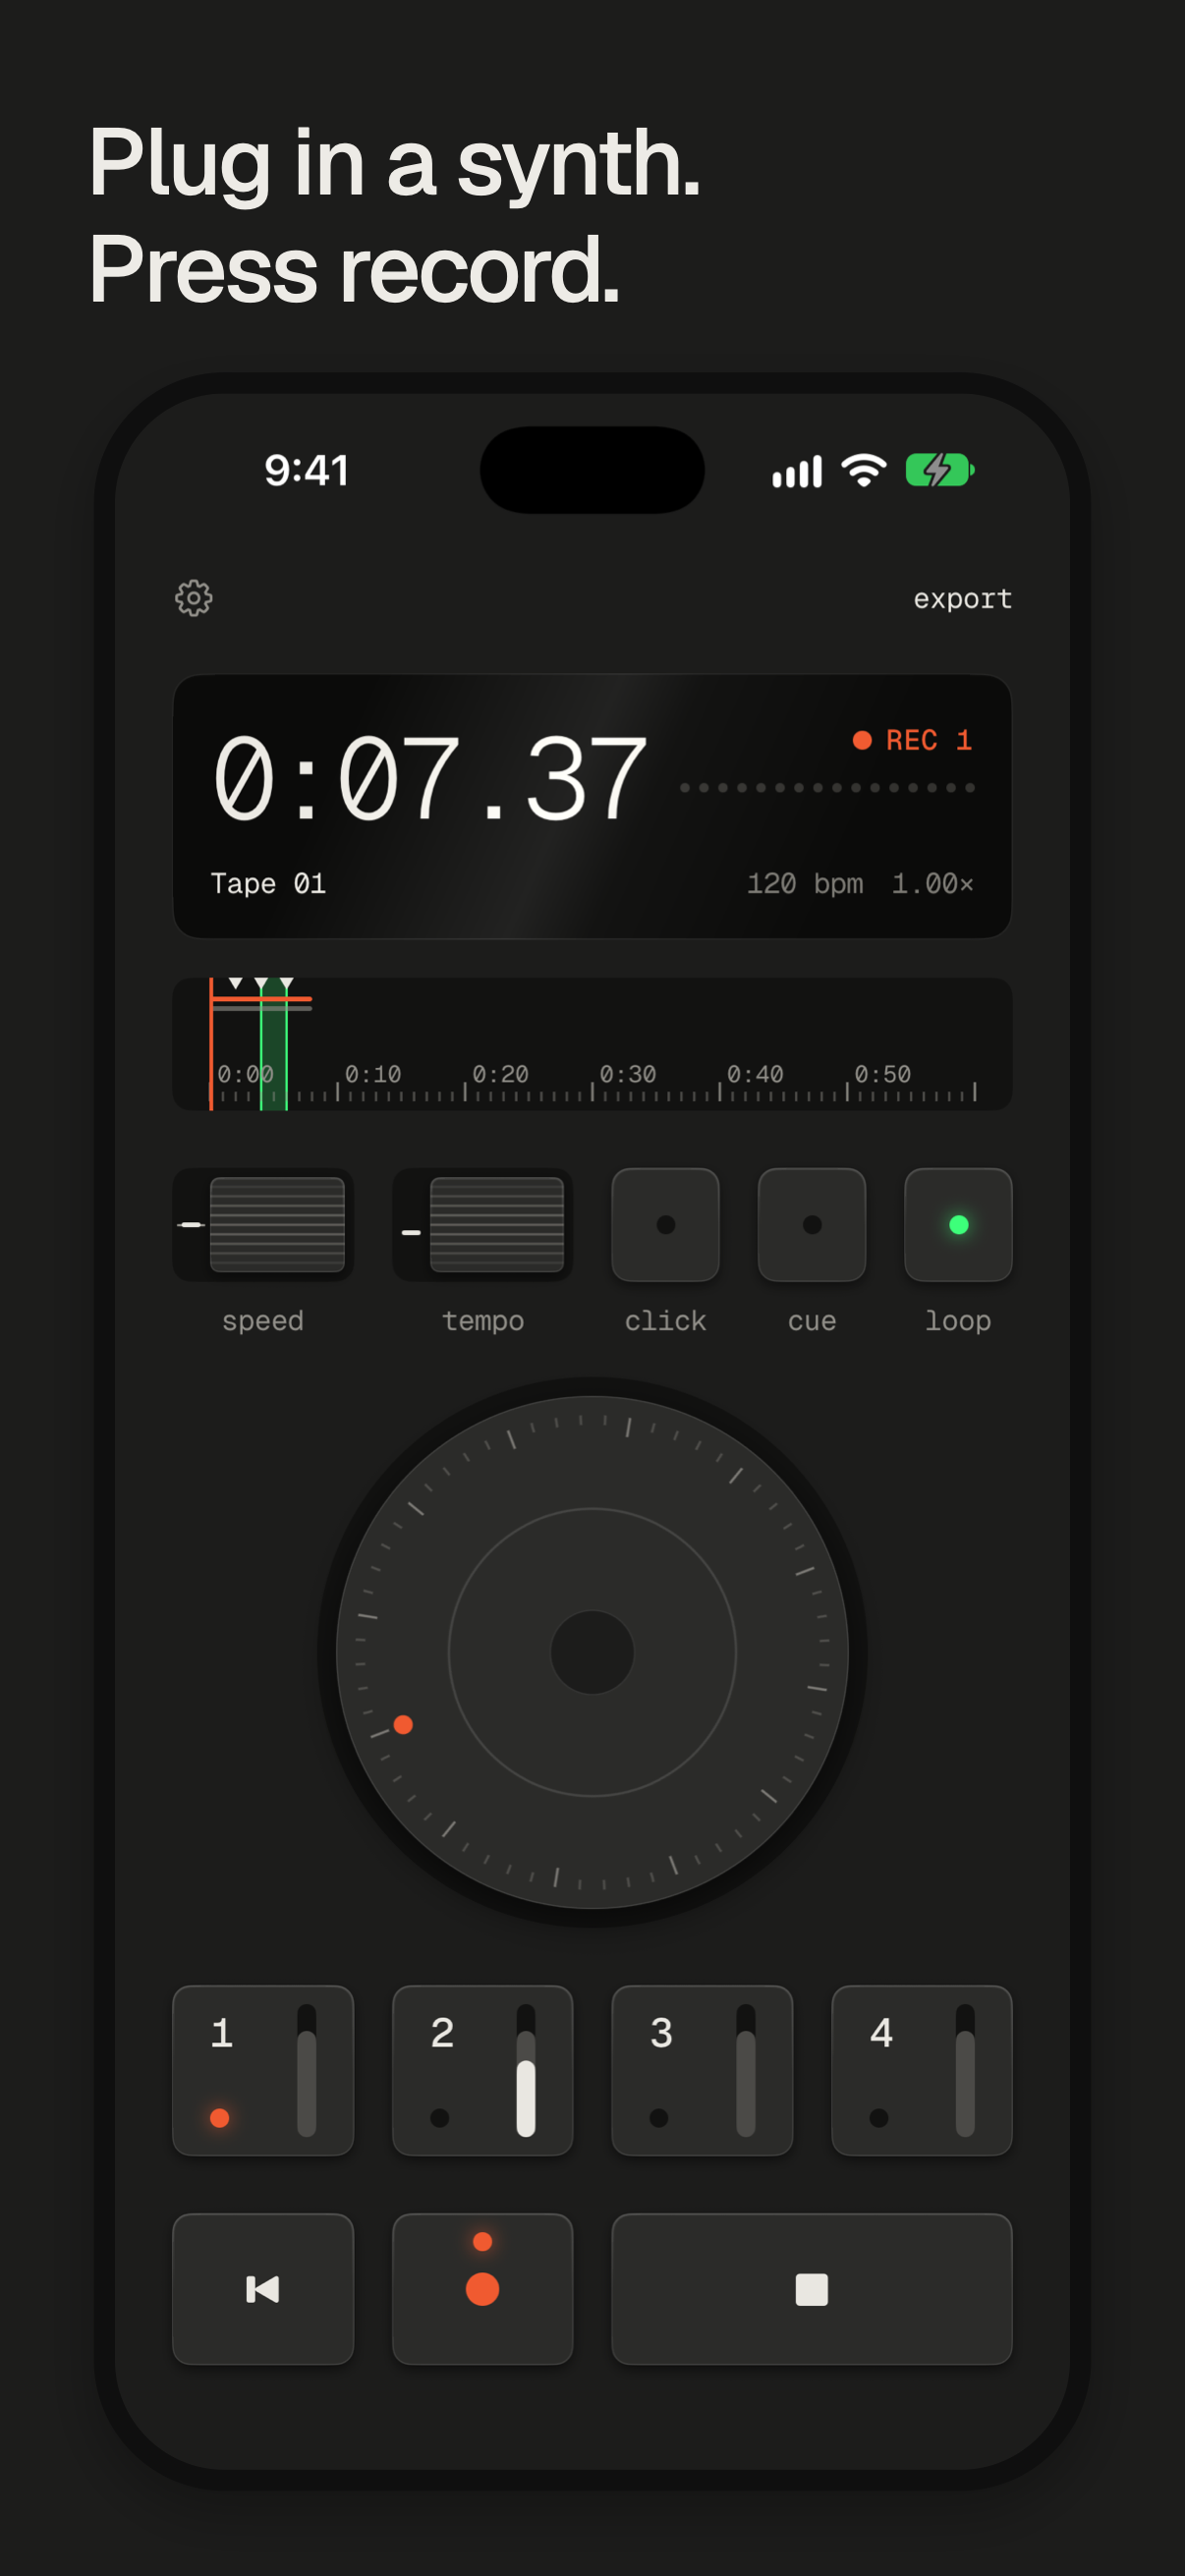 Plug in a synth.
Press record.
9:41
export
0:07.37
REC 1
Tape 01
120 bpm 1.00×
0:00 0:10 0:20 0:30 0:40 0:50
speed tempo click cue loop
1 2 3 4